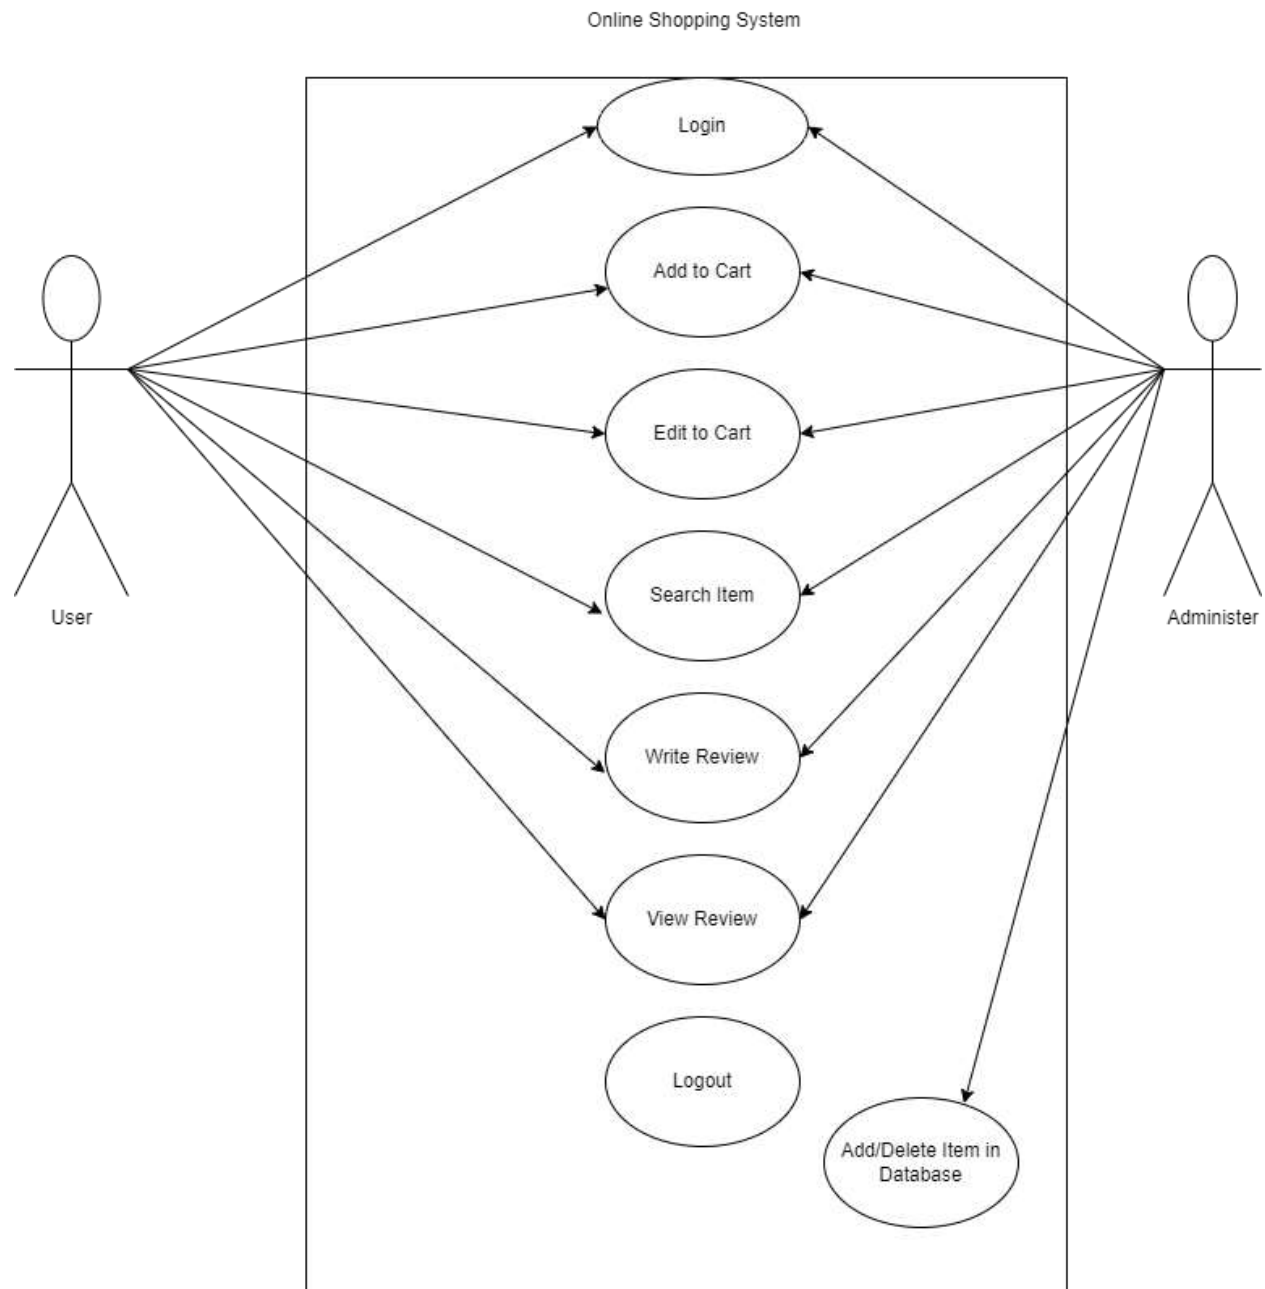 Online Shopping System
Login
Add to Cart
Edit to Cart
Search Item
User
Administer
Write Review
View Review
Logout
Add/Delete Item in
Database